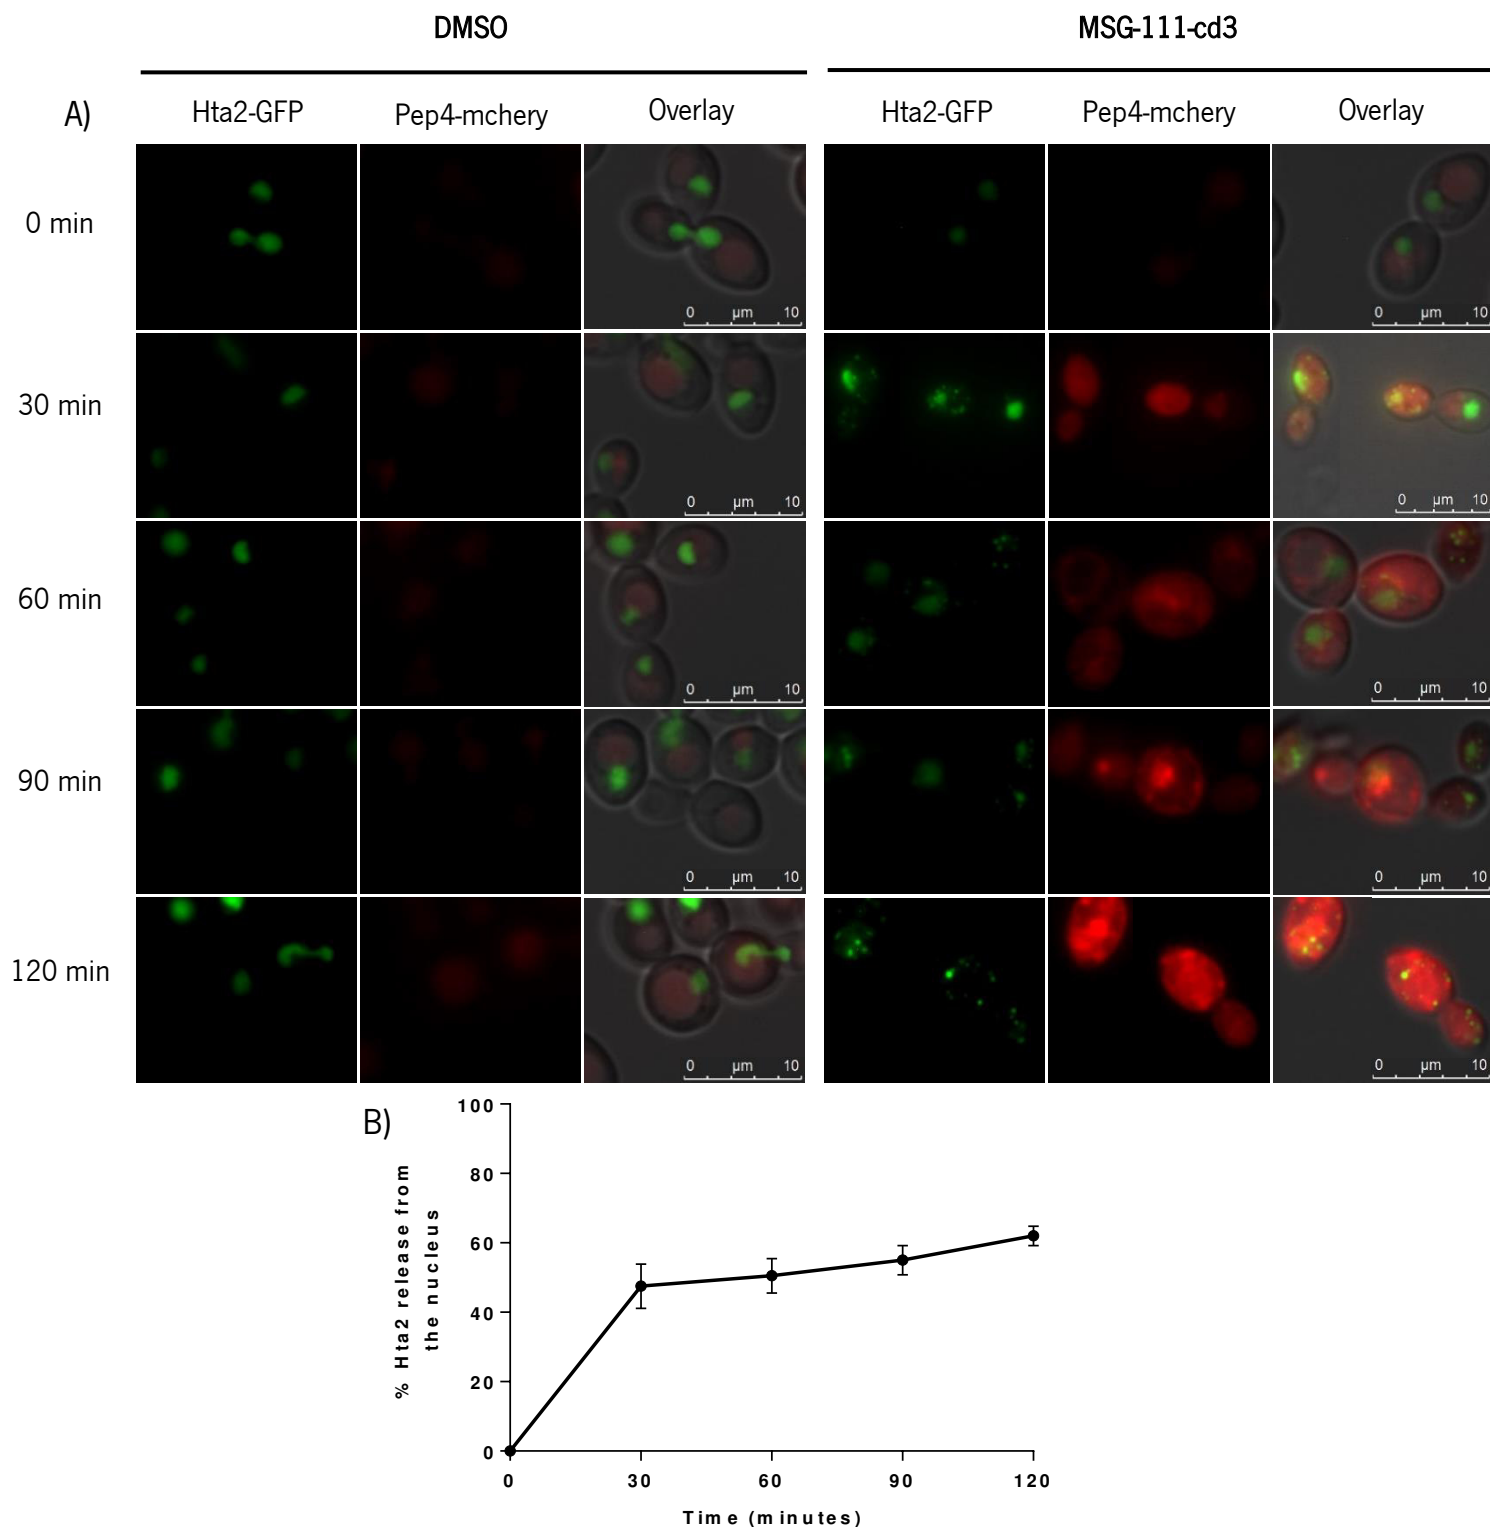 DMSO
MSG-111-cd3
A)
Hta2-GFP
Pep4-mchery
Overlay
Hta2-GFP
Pep4-mchery
Overlay
0 min
0 µm 10
0 µm 10
30 min
0 µm 10
0 µm 10
60 min
0 µm 10
0 µm 10
90 min
0 µm 10
0 µm 10
120 min
0 µm 10
0 µm 10
B)
% Hta2 release from
the nucleus
100
80
60
40
20
0
0 30 60 90 120
Time (minutes)